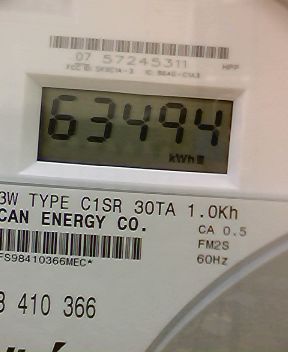 07 57245311
HPP
63494
kWh
3W TYPE C1SR 30TA 1.0Kh
CAN ENERGY CO.
CA 0.5
FM2S
60Hz
FS98410366MEC*
3 410 366